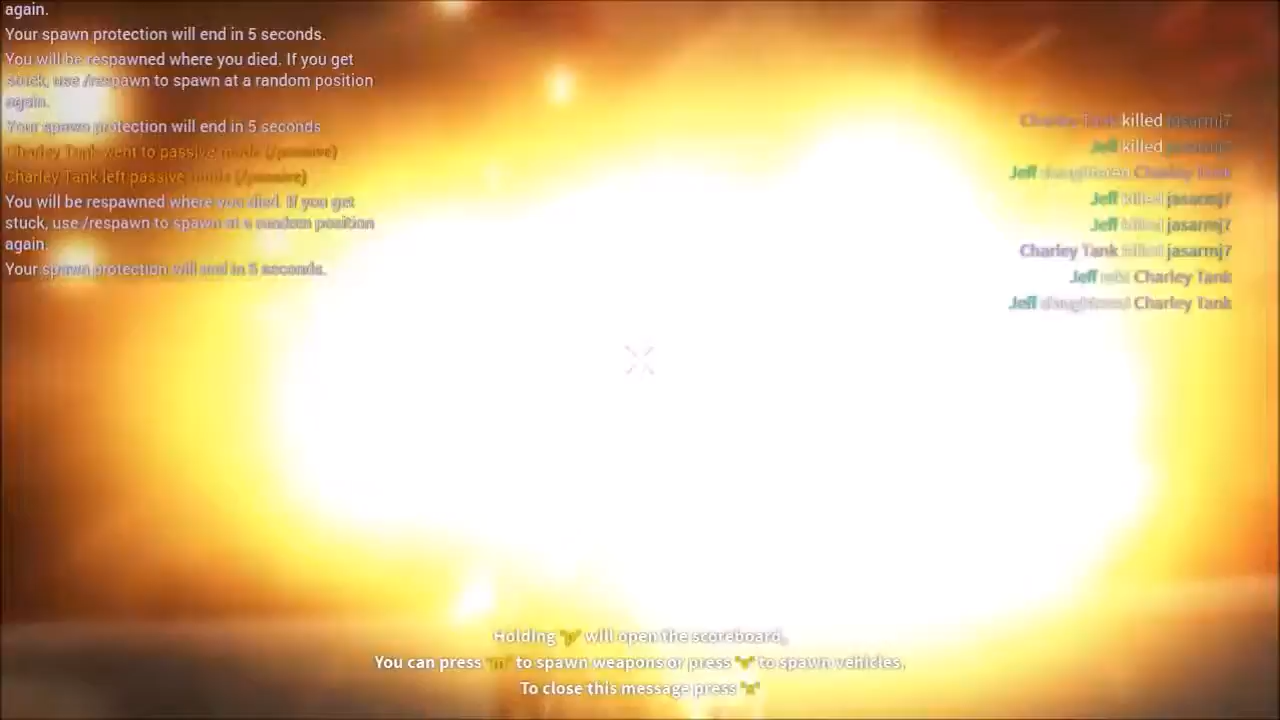 again.
Your spawn protection will end in 5 seconds.
You will be respawned where you died. If you get
stuck, use /respawn to spawn at a random position
again.
Your spawn protection will end in 5 seconds
Charley Tank went to passive mode (/passive)
Charley Tank left passive mode (/passive)
You will be respawned where you died. If you get
stuck, use /respawn to spawn at a random position
again.
Your spawn protection will end in 5 seconds.
Charley Tank killed jasarmj7
Jeff killed jasarmj7
Jeff slaughtered Charley Tank
Jeff killed jasarmj7
Jeff killed jasarmj7
Charley Tank killed jasarmj7
Jeff Charley Tank
Jeff slaughtered Charley Tank
Holding "p" will open the scoreboard,
You can press "m" to spawn weapons or press "v" to spawn vehicles,
To close this message press